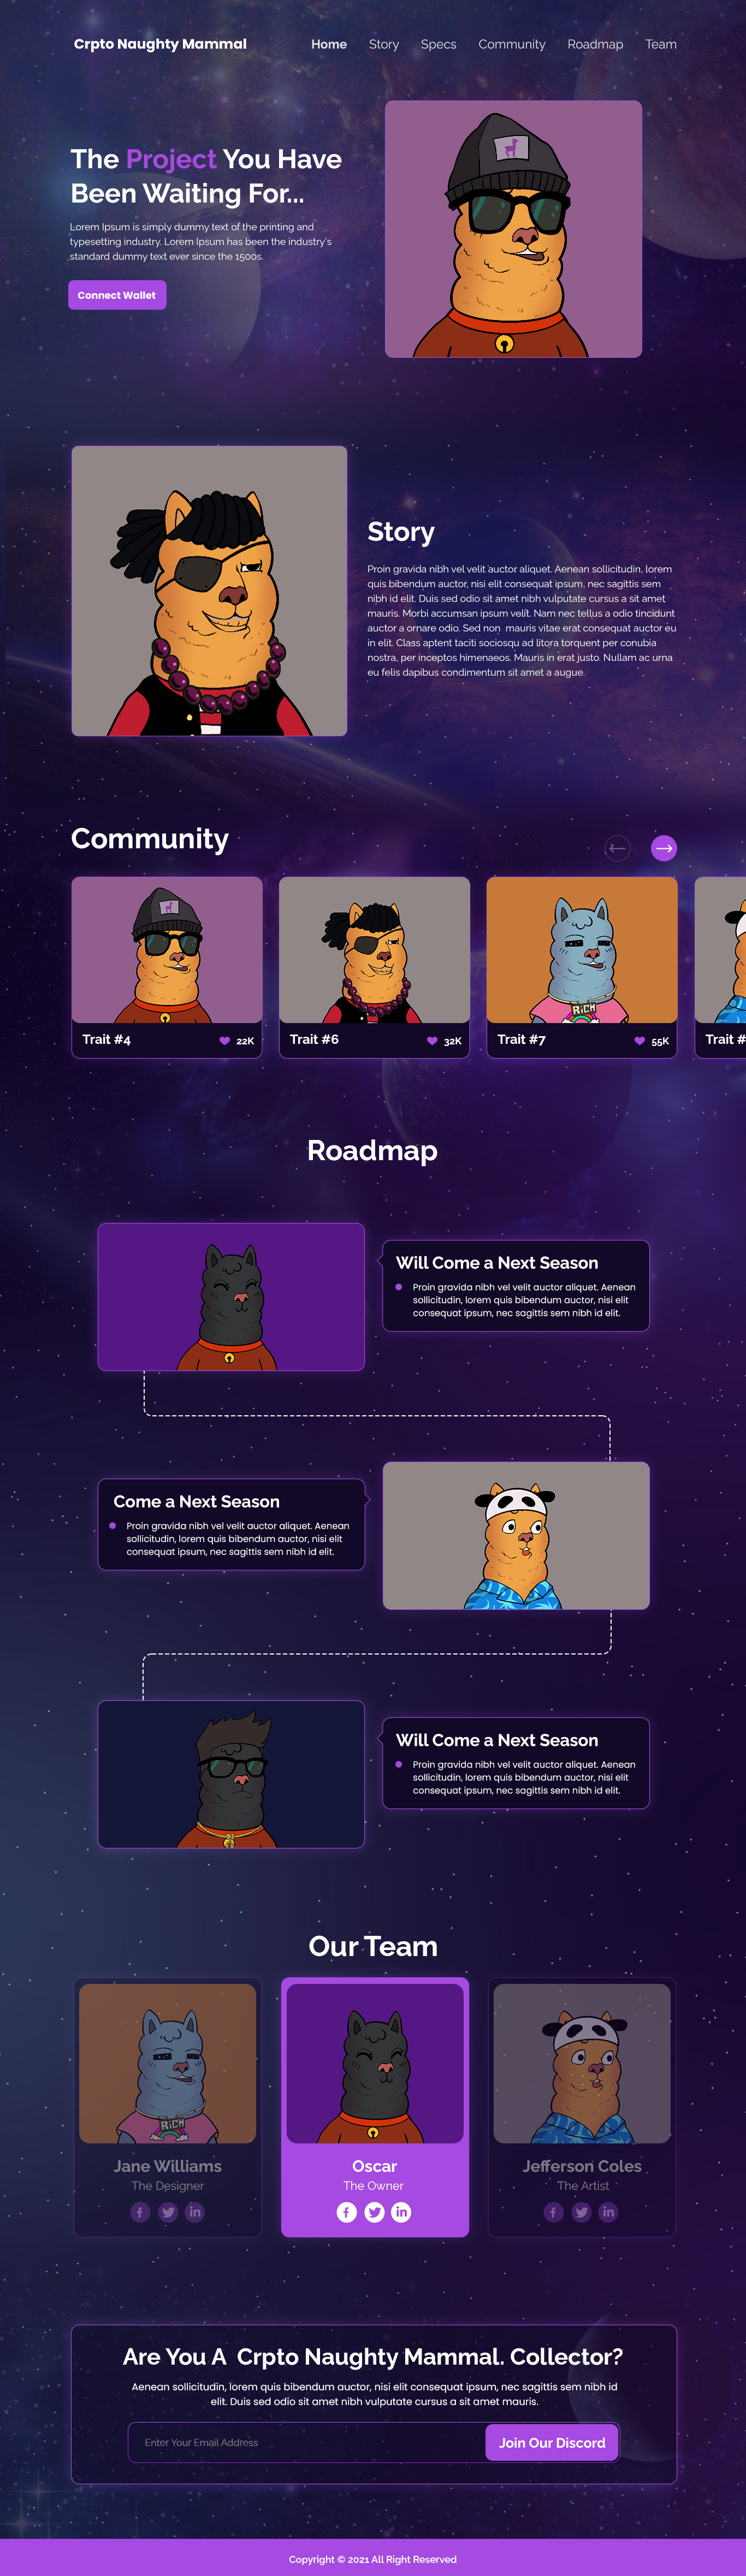 Crpto Naughty Mammal
Home Story Specs Community Roadmap Team
The Project You Have
Been Waiting For...
Lorem Ipsum is simply dummy text of the printing and
typesetting industry. Lorem Ipsum has been the industry's
standard dummy text ever since the 1500s.
Connect Wallet
Story
Proin gravida nibh vel velit auctor aliquet. Aenean sollicitudin, lorem
quis bibendum auctor, nisi elit consequat ipsum, nec sagittis sem
nibh id elit. Duis sed odio sit amet nibh vulputate cursus a sit amet
mauris. Morbi accumsan ipsum velit. Nam nec tellus a odio tincidunt
auctor a ornare odio. Sed non  mauris vitae erat consequat auctor eu
in elit. Class aptent taciti sociosqu ad litora torquent per conubia
nostra, per inceptos himenaeos. Mauris in erat justo. Nullam ac urna
eu felis dapibus condimentum sit amet a augue.
Community
RiCH
Trait #4 22K
Trait #6 32K
Trait #7 55K
Trait #
Roadmap
Will Come a Next Season
Proin gravida nibh vel velit auctor aliquet. Aenean
sollicitudin, lorem quis bibendum auctor, nisi elit
consequat ipsum, nec sagittis sem nibh id elit.
Come a Next Season
Proin gravida nibh vel velit auctor aliquet. Aenean
sollicitudin, lorem quis bibendum auctor, nisi elit
consequat ipsum, nec sagittis sem nibh id elit.
Will Come a Next Season
Proin gravida nibh vel velit auctor aliquet. Aenean
sollicitudin, lorem quis bibendum auctor, nisi elit
consequat ipsum, nec sagittis sem nibh id elit.
Our Team
RiCH
Jane Williams
The Designer
Oscar
The Owner
Jefferson Coles
The Artist
Are You A  Crpto Naughty Mammal. Collector?
Aenean sollicitudin, lorem quis bibendum auctor, nisi elit consequat ipsum, nec sagittis sem nibh id
elit. Duis sed odio sit amet nibh vulputate cursus a sit amet mauris.
Enter Your Email Address
Join Our Discord
Copyright © 2021 All Right Reserved